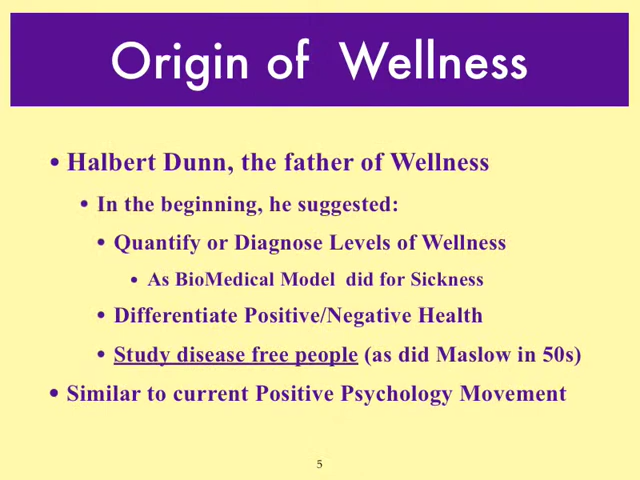 Origin of Wellness
• Halbert Dunn, the father of Wellness
• In the beginning, he suggested:
• Quantify or Diagnose Levels of Wellness
• As BioMedical Model did for Sickness
• Differentiate Positive/Negative Health
• Study disease free people (as did Maslow in 50s)
• Similar to current Positive Psychology Movement
5